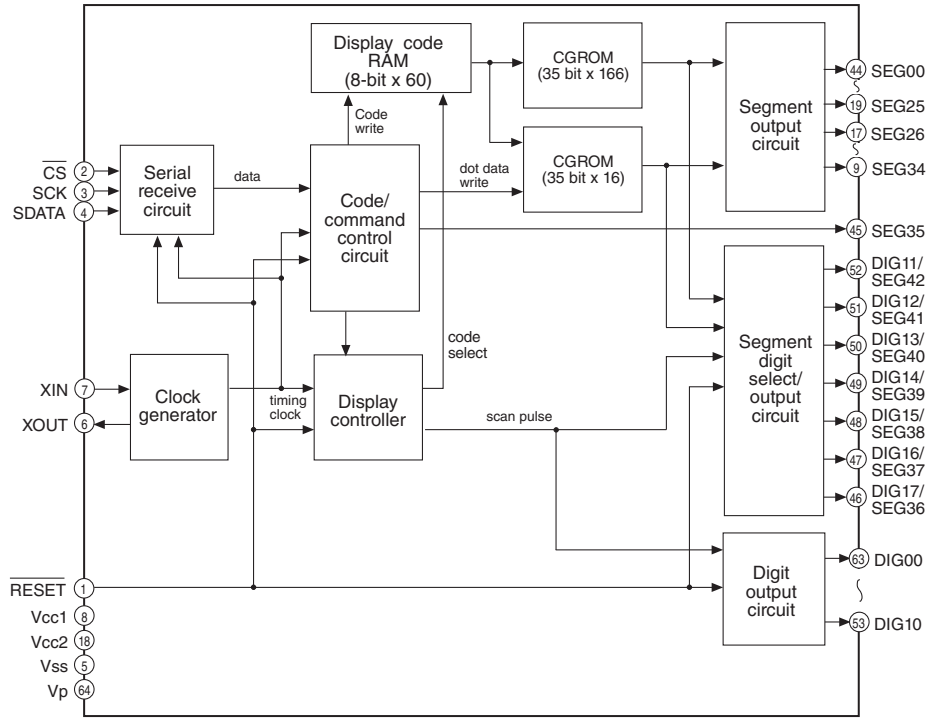 Display code
RAM
(8-bit x 60)
CGROM
(35 bit x 166)
Segment
output
circuit
44 SEG00
19 SEG25
17 SEG26
9 SEG34
Code
write
CS 2
SCK 3
SDATA 4
Serial
receive
circuit
data
Code/
command
control
circuit
dot data
write
CGROM
(35 bit x 16)
45 SEG35
Segment
digit
select/
output
circuit
52 DIG11/
SEG42
51 DIG12/
SEG41
50 DIG13/
SEG40
49 DIG14/
SEG39
48 DIG15/
SEG38
47 DIG16/
SEG37
46 DIG17/
SEG36
code
select
XIN 7
XOUT 6
Clock
generator
timing
clock
Display
controller
scan pulse
RESET 1
Vcc1 8
Vcc2 18
Vss 5
Vp 64
Digit
output
circuit
63 DIG00
53 DIG10